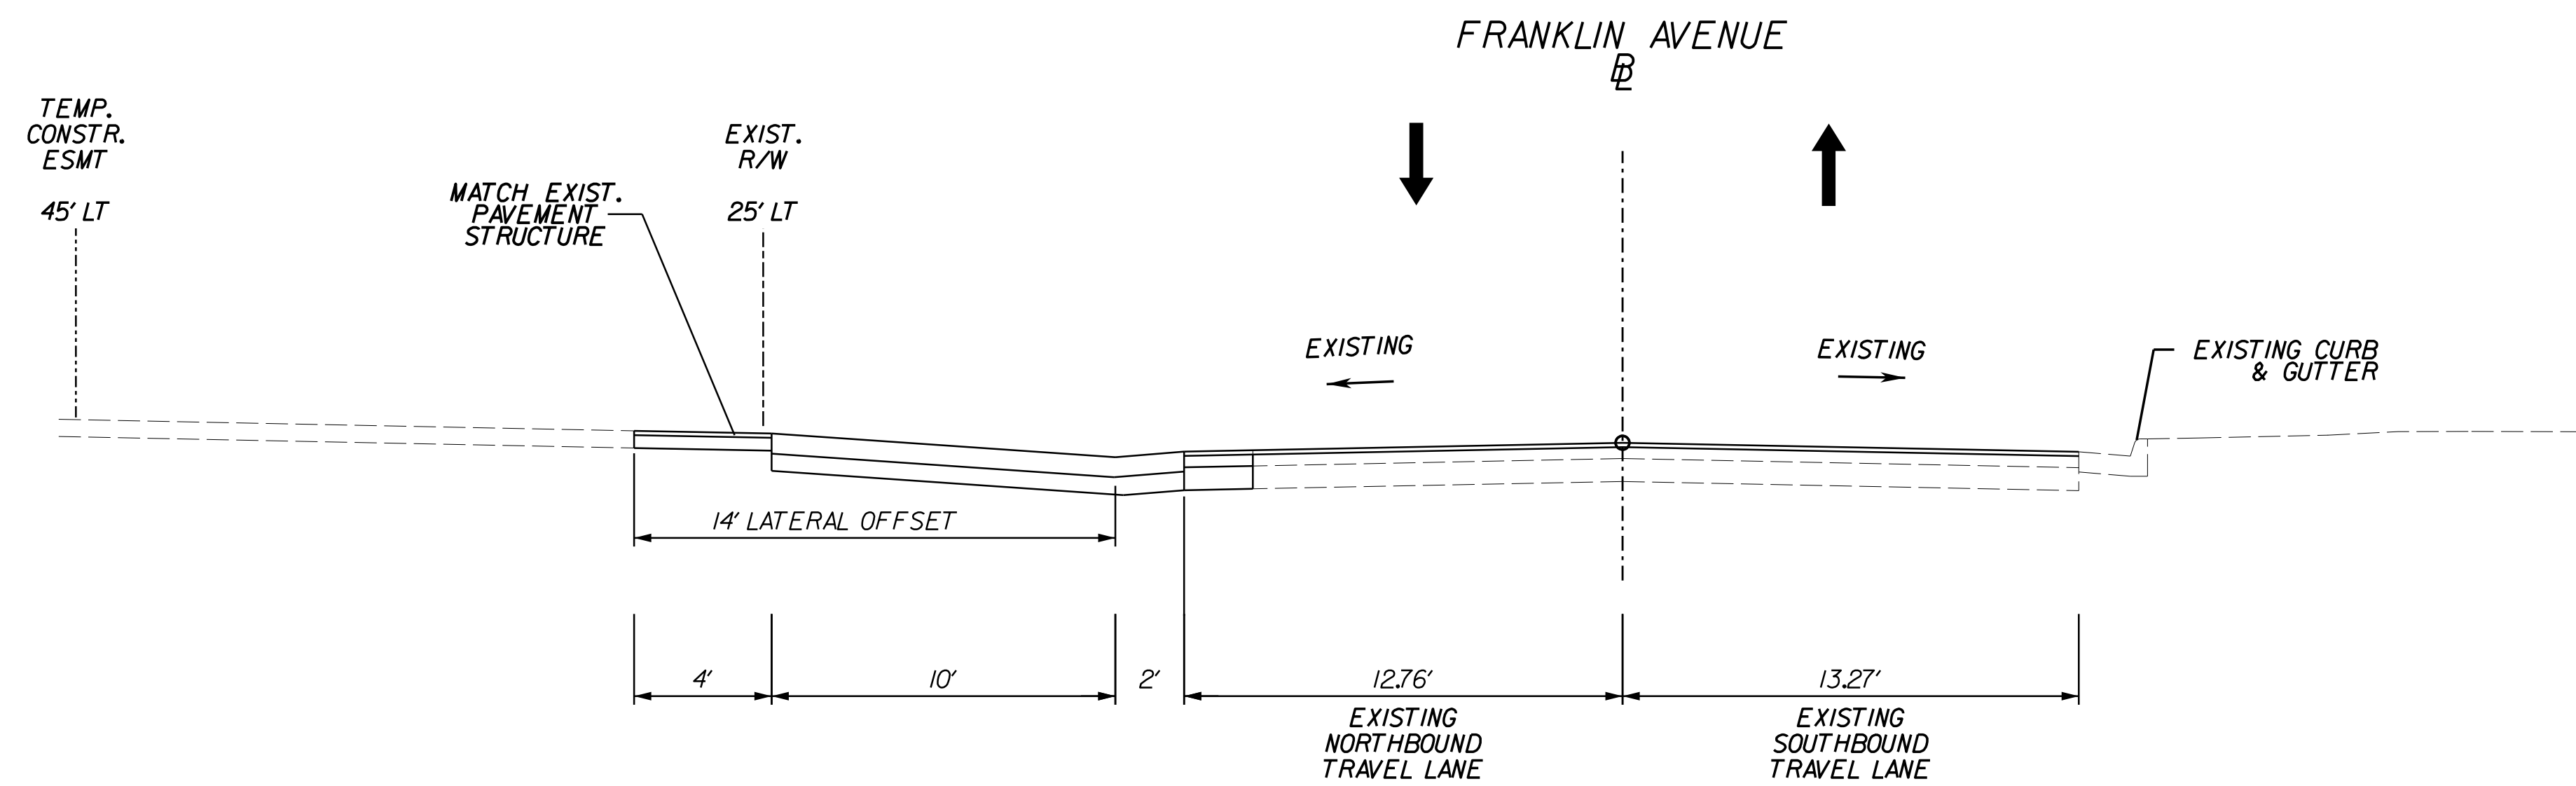 FRANKLIN AVENUE
BL
TEMP.
CONSTR.
ESMT
45' LT
EXIST.
R/W
25' LT
MATCH EXIST.
PAVEMENT
STRUCTURE
EXISTING
EXISTING
EXISTING CURB
& GUTTER
14' LATERAL OFFSET
4'
10'
2'
12.76'
13.27'
EXISTING
NORTHBOUND
TRAVEL LANE
EXISTING
SOUTHBOUND
TRAVEL LANE